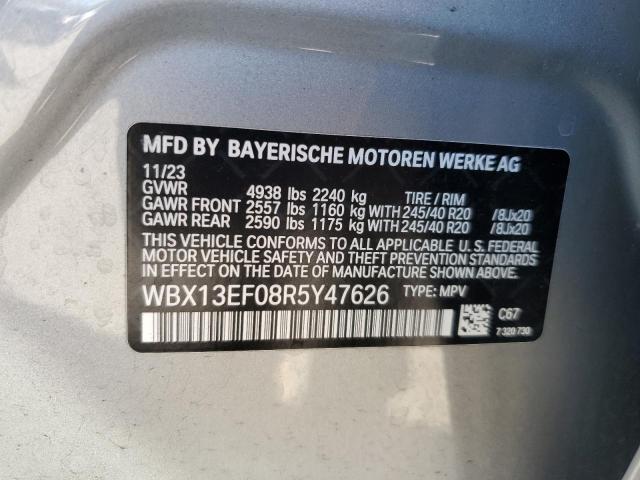 MFD BY BAYERISCHE MOTOREN WERKE AG
11/23
GVWR 4938 lbs 2240 kg TIRE / RIM
GAWR FRONT 2557 lbs 1160 kg WITH 245/40 R20 /8Jx20
GAWR REAR 2590 lbs 1175 kg WITH 245/40 R20 /8Jx20
THIS VEHICLE CONFORMS TO ALL APPLICABLE U. S. FEDERAL
MOTOR VEHICLE SAFETY AND THEFT PREVENTION STANDARDS
IN EFFECT ON THE DATE OF MANUFACTURE SHOWN ABOVE.
WBX13EF08R5Y47626 TYPE: MPV
C67
7 320 730